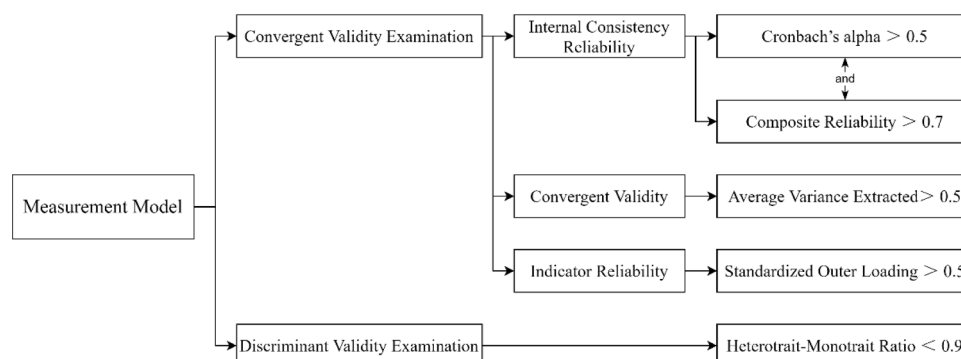 Convergent Validity Examination
Internal Consistency
Reliability
Cronbach's alpha > 0.5
and
Composite Reliability > 0.7
Measurement Model
Convergent Validity
Average Variance Extracted > 0.5
Indicator Reliability
Standardized Outer Loading > 0.5
Discriminant Validity Examination
Heterotrait-Monotrait Ratio < 0.9